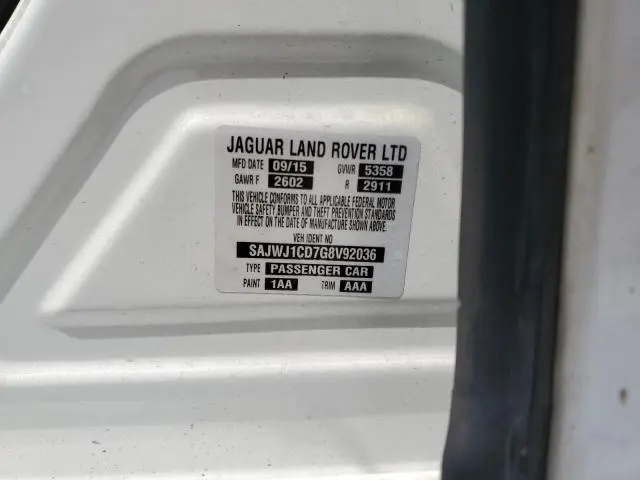 JAGUAR LAND ROVER LTD
MFD DATE 09/15 GVWR 5358
GAWR F 2602 R 2911
THIS VEHICLE CONFORMS TO ALL APPLICABLE FEDERAL MOTOR
VEHICLE SAFETY, BUMPER AND THEFT PREVENTION STANDARDS
IN EFFECT ON THE DATE OF MANUFACTURE SHOWN ABOVE.
VEH IDENT NO
SAJWJ1CD7G8V92036
TYPE PASSENGER CAR
PAINT 1AA TRIM AAA